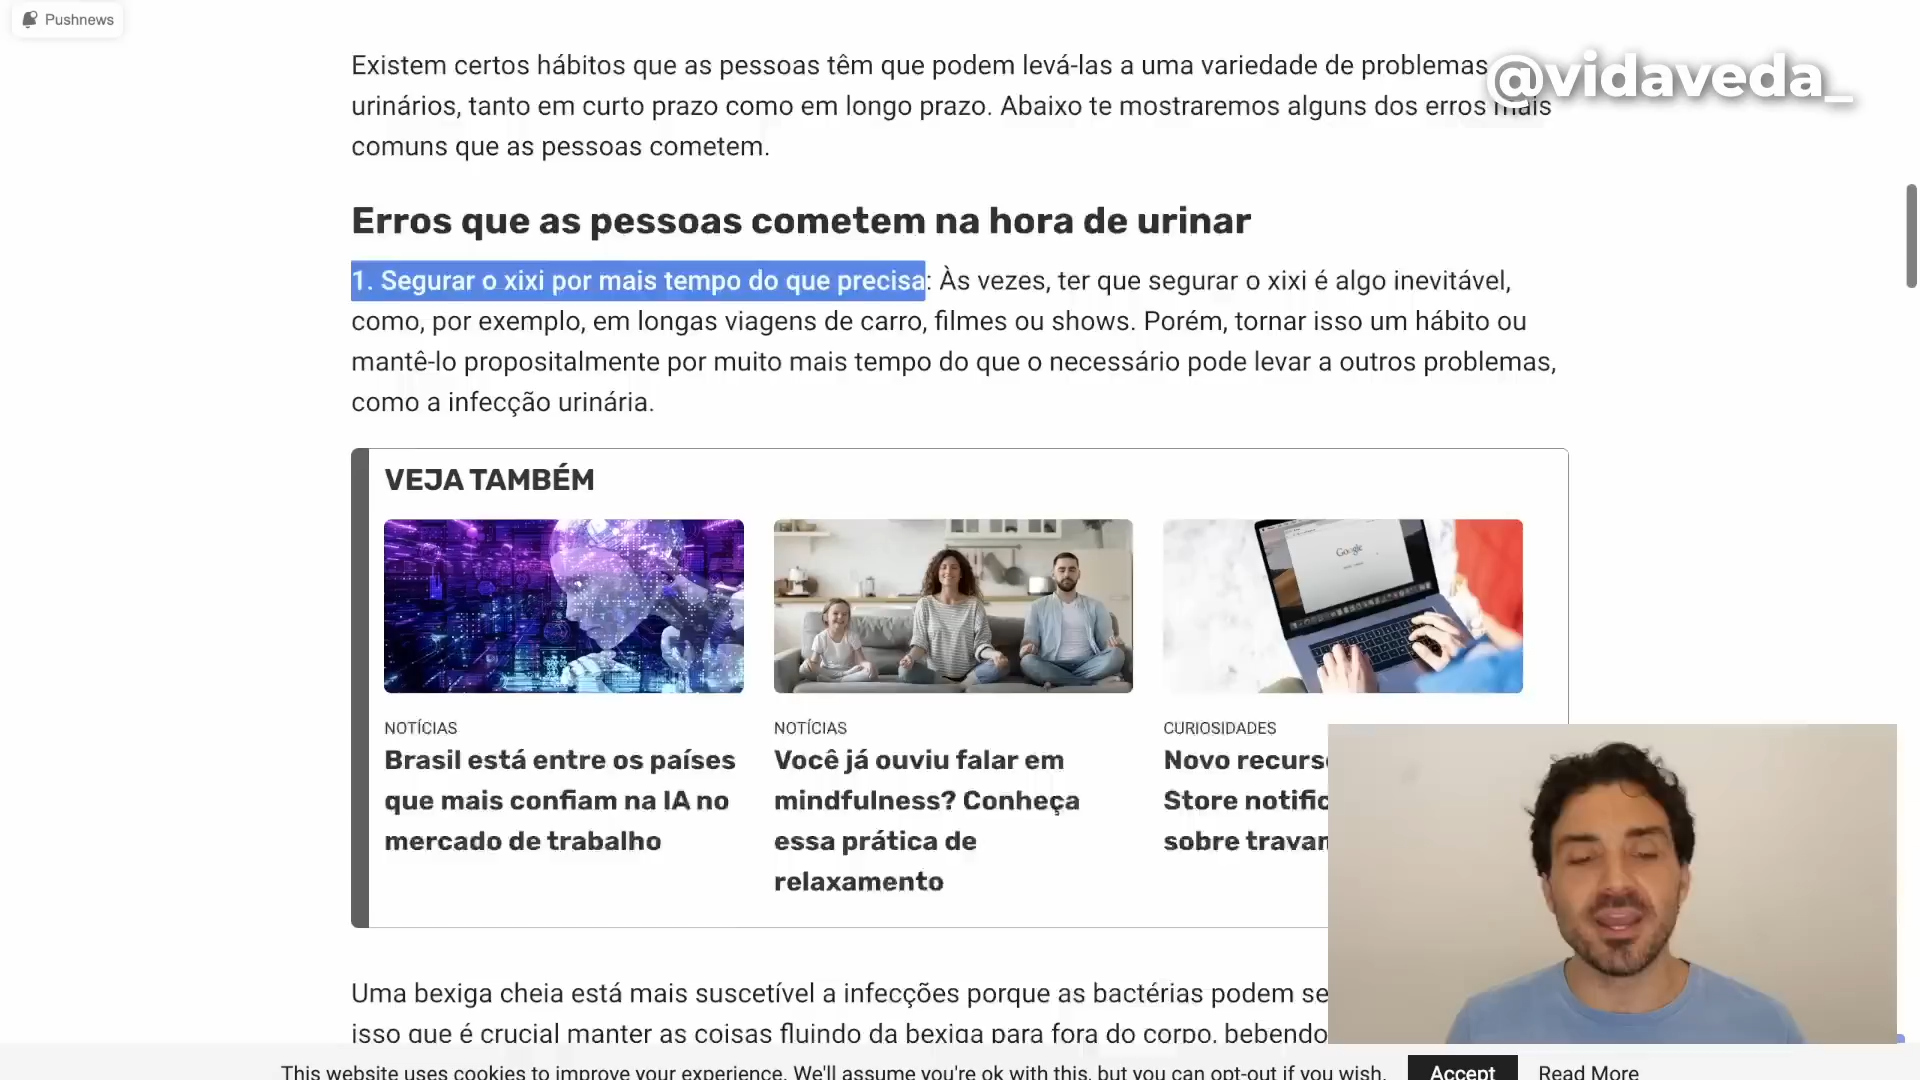 Pushnews
@vidaveda_
Existem certos hábitos que as pessoas têm que podem levá-las a uma variedade de problemas
urinários, tanto em curto prazo como em longo prazo. Abaixo te mostraremos alguns dos erros mais
comuns que as pessoas cometem.
Erros que as pessoas cometem na hora de urinar
1. Segurar o xixi por mais tempo do que precisa: Às vezes, ter que segurar o xixi é algo inevitável,
como, por exemplo, em longas viagens de carro, filmes ou shows. Porém, tornar isso um hábito ou
mantê-lo propositalmente por muito mais tempo do que o necessário pode levar a outros problemas,
como a infecção urinária.
VEJA TAMBÉM
Google
NOTÍCIAS
Brasil está entre os países
que mais confiam na IA no
mercado de trabalho
NOTÍCIAS
Você já ouviu falar em
mindfulness? Conheça
essa prática de
relaxamento
CURIOSIDADES
Novo
Store
sobre
Uma bexiga cheia está mais suscetível a infecções porque as bactérias podem se
isso que é crucial manter as coisas fluindo da bexiga para fora do corpo, bebendo
This website uses cookies to improve your experience. We'll assume you're ok with this, but you can opt-out if you wish.
Accept
Read More